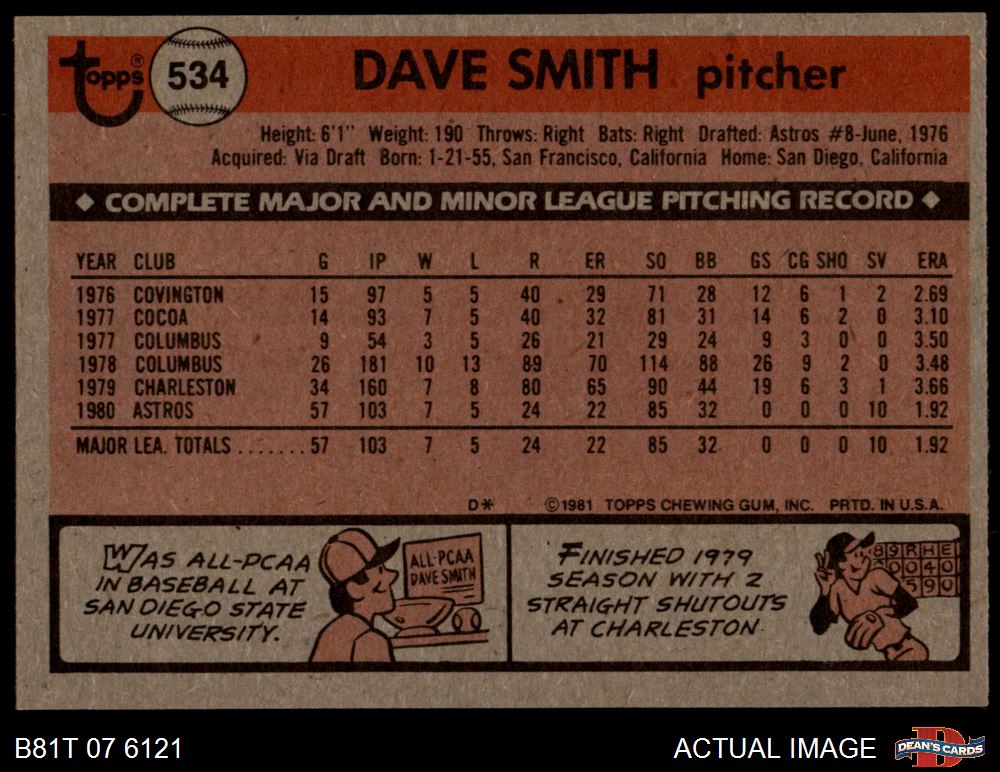 Topps® 534 DAVE SMITH pitcher
Height: 6'1" Weight: 190 Throws: Right Bats: Right Drafted: Astros #8-June, 1976
Acquired: Via Draft Born: 1-21-55, San Francisco, California Home: San Diego, California
◆ COMPLETE MAJOR AND MINOR LEAGUE PITCHING RECORD ◆
YEAR CLUB G IP W L R ER SO BB GS CG SHO SV ERA
1976 COVINGTON 15 97 5 5 40 29 71 28 12 6 1 2 2.69
1977 COCOA 14 93 7 5 40 32 81 31 14 6 2 0 3.10
1977 COLUMBUS 9 54 3 5 26 21 29 24 9 3 0 0 3.50
1978 COLUMBUS 26 181 10 13 89 70 114 88 26 9 2 0 3.48
1979 CHARLESTON 34 160 7 8 80 65 90 44 19 6 3 1 3.66
1980 ASTROS 57 103 7 5 24 22 85 32 0 0 0 10 1.92
MAJOR LEA. TOTALS ....... 57 103 7 5 24 22 85 32 0 0 0 10 1.92
D* ©1981 TOPPS CHEWING GUM, INC. PRTD. IN U.S.A.
WAS ALL-PCAA
IN BASEBALL AT
SAN DIEGO STATE
UNIVERSITY.
ALL-PCAA
DAVE SMITH
FINISHED 1979
SEASON WITH 2
STRAIGHT SHUTOUTS
AT CHARLESTON.
8 9 R H E
0 0 4 0
5 9 0
B81T 07 6121 ACTUAL IMAGE DEAN'S CARDS